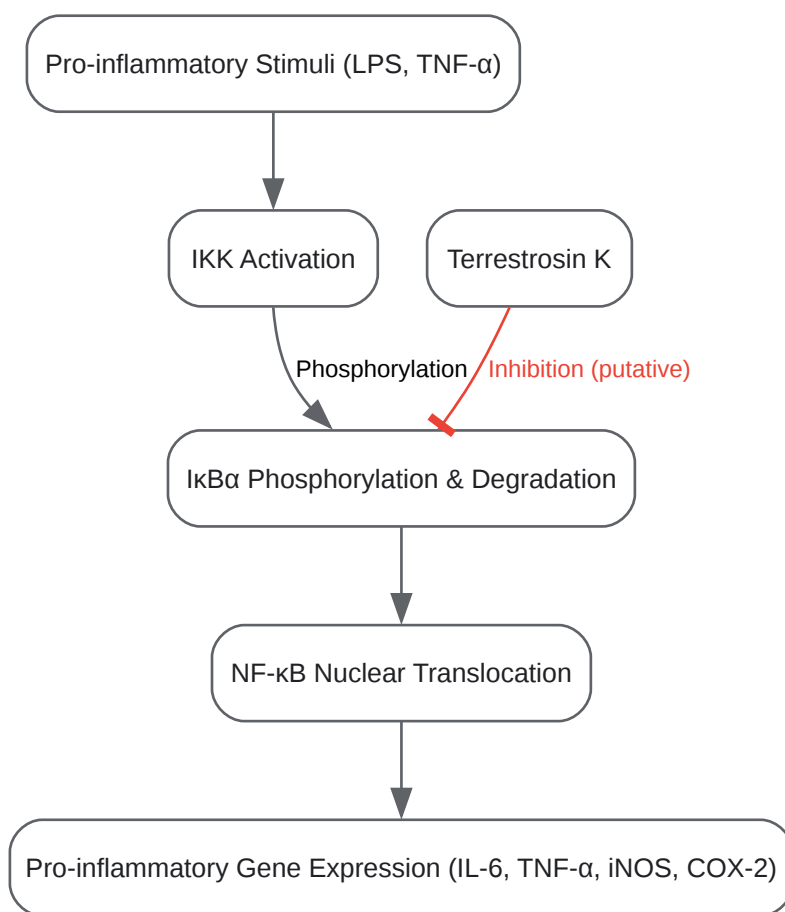 Pro-inflammatory Stimuli (LPS, TNF-α)
IKK Activation
Terrestrosin K
Phosphorylation
Inhibition (putative)
IκBα Phosphorylation & Degradation
NF-κB Nuclear Translocation
Pro-inflammatory Gene Expression (IL-6, TNF-α, iNOS, COX-2)